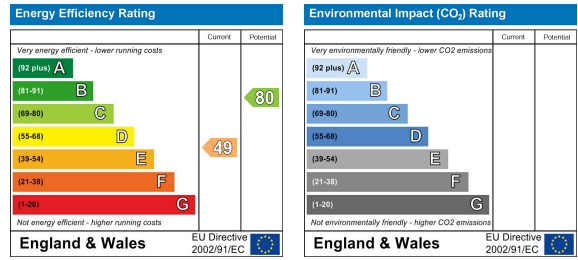 Energy Efficiency Rating
Current Potential
Very energy efficient - lower running costs
(92 plus) A
(81-91) B
(69-80) C
(55-68) D
(39-54) E
(21-38) F
(1-20) G
80
49
Not energy efficient - higher running costs
England & Wales
EU Directive
2002/91/EC
Environmental Impact (CO₂) Rating
Current Potential
Very environmentally friendly - lower CO2 emissions
(92 plus) A
(81-91) B
(69-80) C
(55-68) D
(39-54) E
(21-38) F
(1-20) G
Not environmentally friendly - higher CO2 emissions
England & Wales
EU Directive
2002/91/EC